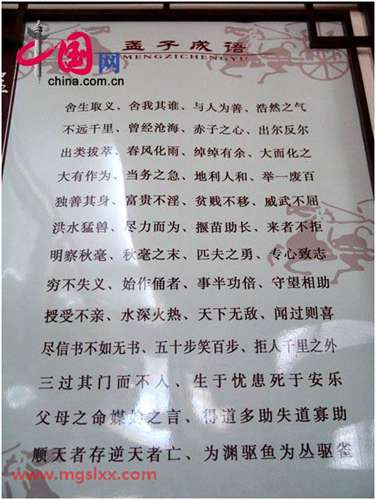 中国网
china.com.cn
孟子成语
MENGZICHENGYU
舍生取义、舍我其谁、与人为善、浩然之气
不远千里、曾经沧海、赤子之心、出尔反尔
出类拔萃、春风化雨、绰绰有余、大而化之
大有作为、当务之急、地利人和、举一废百
独善其身、富贵不淫、贫贱不移、威武不屈
洪水猛兽、尽力而为、揠苗助长、来者不拒
明察秋毫、秋毫之末、匹夫之勇、专心致志
穷不失义、始作俑者、事半功倍、守望相助
授受不亲、水深火热、天下无敌、闻过则喜
尽信书不如无书、五十步笑百步、拒人千里之外
三过其门而不入、生于忧患死于安乐
父母之命媒妁之言、得道多助失道寡助
顺天者存逆天者亡、为渊驱鱼为丛驱雀
www.mgslxx.com